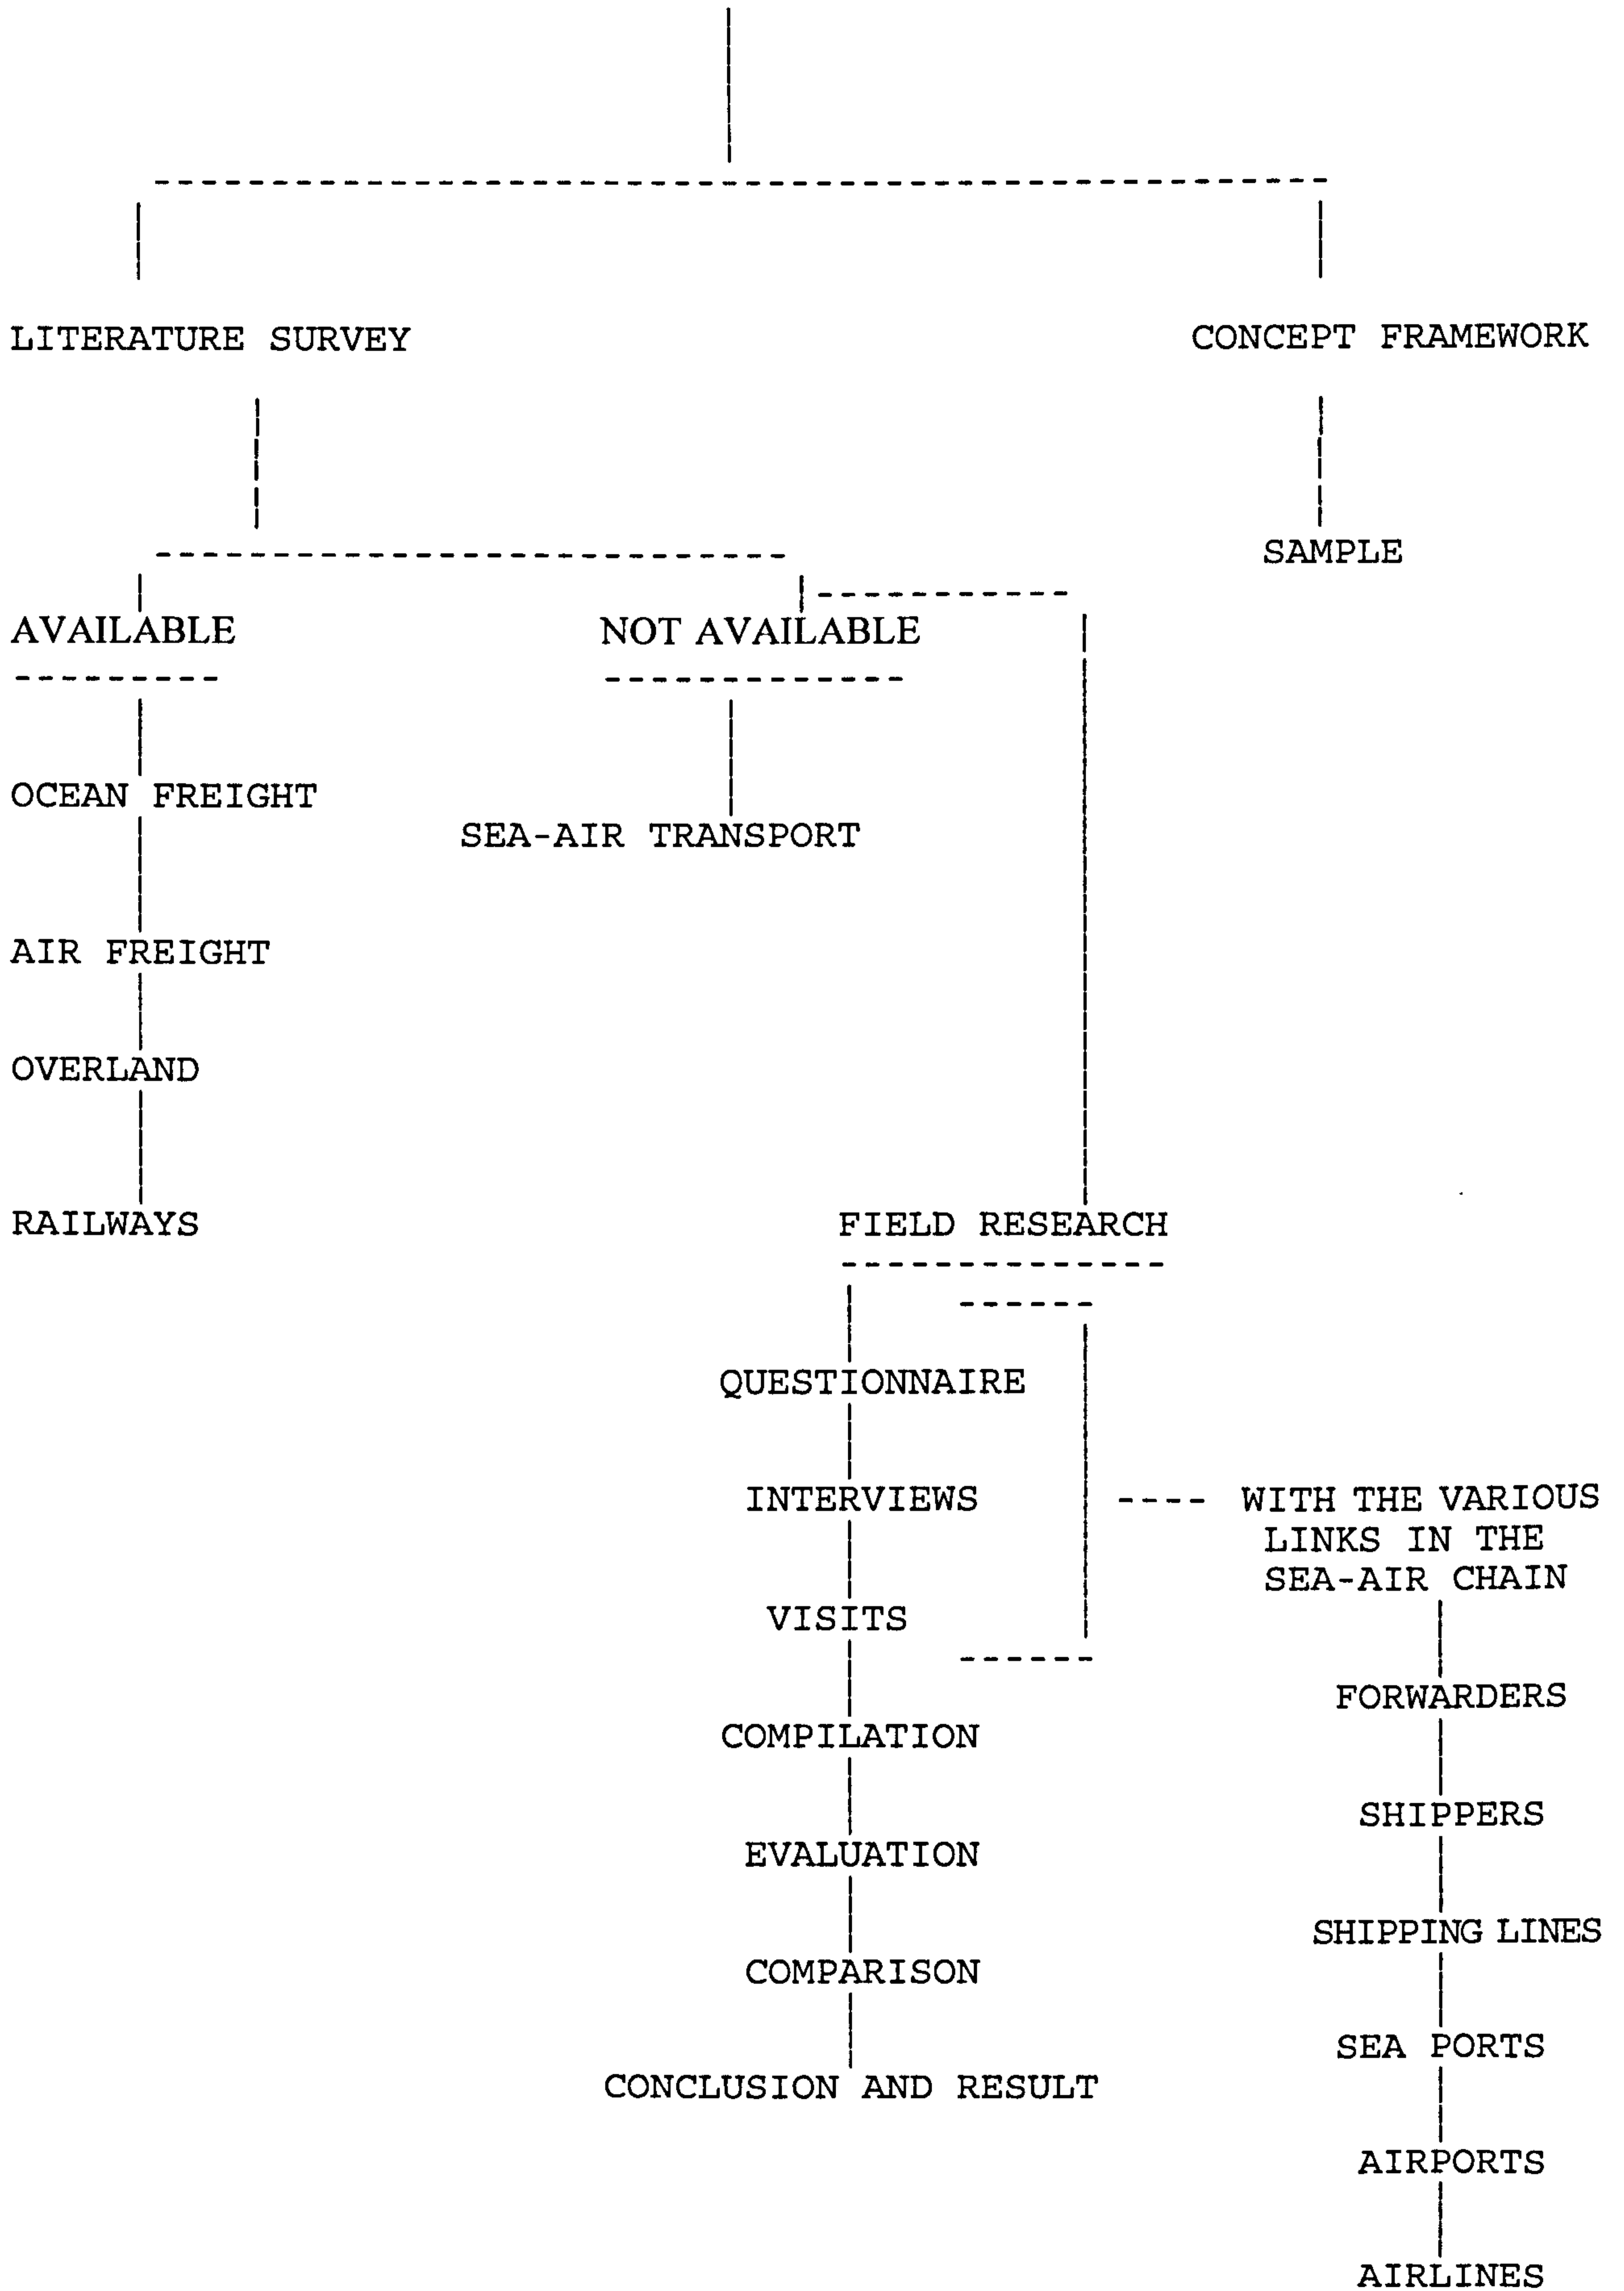 LITERATURE SURVEY
CONCEPT FRAMEWORK
SAMPLE
AVAILABLE
NOT AVAILABLE
OCEAN FREIGHT
SEA-AIR TRANSPORT
AIR FREIGHT
OVERLAND
RAILWAYS
FIELD RESEARCH
QUESTIONNAIRE
INTERVIEWS
WITH THE VARIOUS
LINKS IN THE
SEA-AIR CHAIN
VISITS
FORWARDERS
COMPILATION
SHIPPERS
EVALUATION
SHIPPING LINES
COMPARISON
SEA PORTS
CONCLUSION AND RESULT
AIRPORTS
AIRLINES